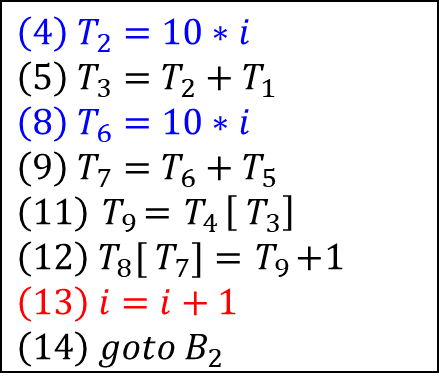 (4) T₂ = 10 * i
(5) T₃ = T₂ + T₁
(8) T₆ = 10 * i
(9) T₇ = T₆ + T₅
(11) T₉ = T₄ [ T₃]
(12) T₈[ T₇] = T₉ +1
(13) i = i + 1
(14) goto B₂